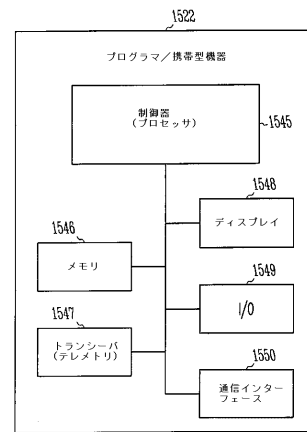 1522
プログラマ／携帯型機器
制御器
(プロセッサ)
1545
1548
ディスプレイ
1546
メモリ
1549
I/O
1547
トランシーバ
(テレメトリ)
1550
通信インター
フェース